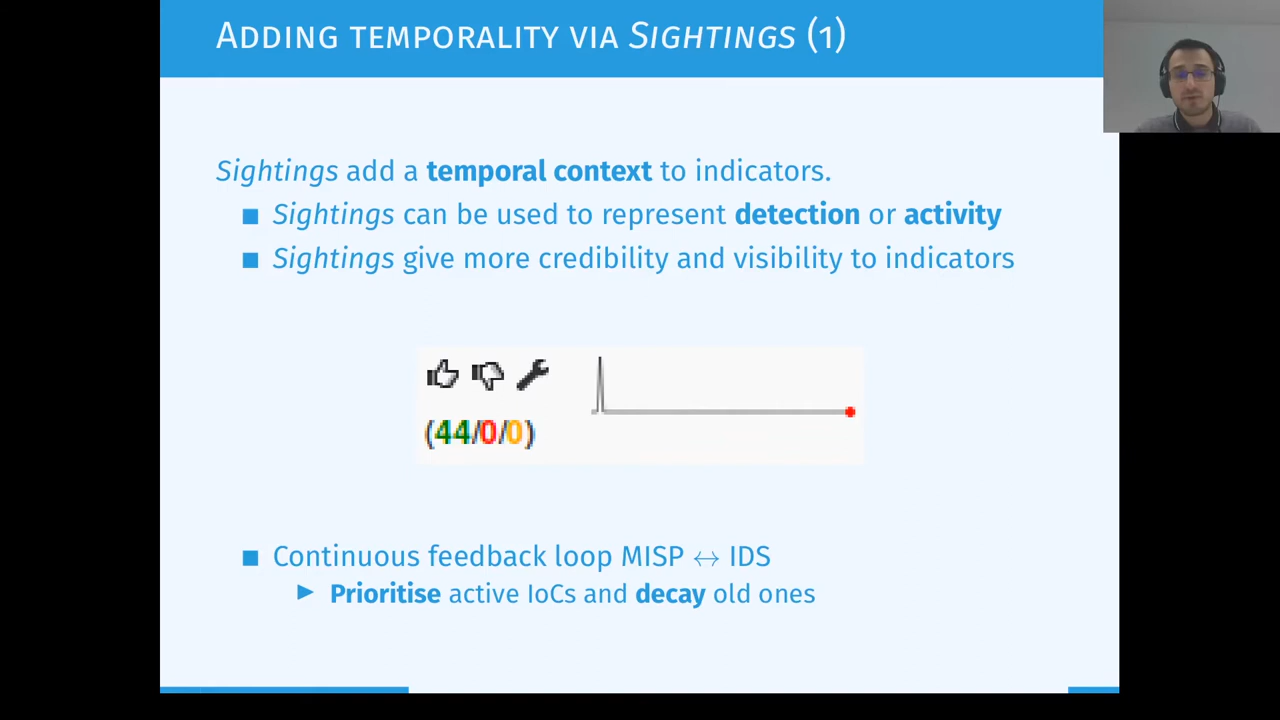 ADDING TEMPORALITY VIA SIGHTINGS (1)
Sightings add a temporal context to indicators.
■ Sightings can be used to represent detection or activity
■ Sightings give more credibility and visibility to indicators
(44/0/0)
■ Continuous feedback loop MISP ↔ IDS
▶ Prioritise active IoCs and decay old ones